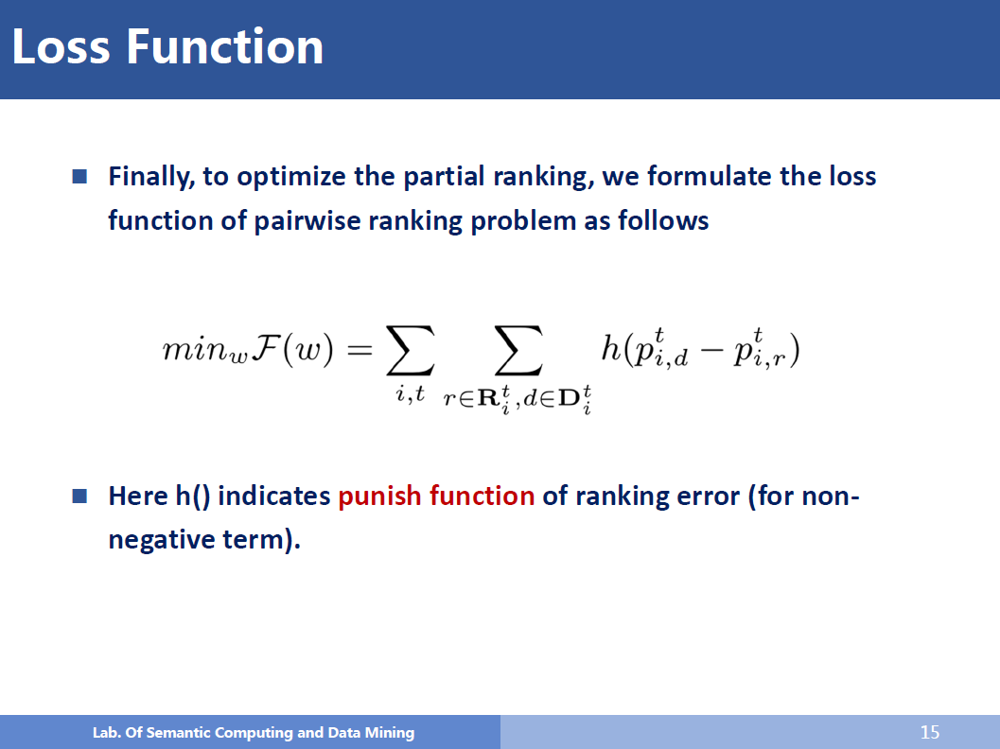 Loss Function
■ Finally, to optimize the partial ranking, we formulate the loss
function of pairwise ranking problem as follows
$min_w \mathcal{F}(w) = \sum_{i,t} \sum_{r \in \mathbf{R}_i^t, d \in \mathbf{D}_i^t} h(p_{i,d}^t - p_{i,r}^t)$
■ Here h() indicates punish function of ranking error (for non-
negative term).
Lab. Of Semantic Computing and Data Mining
15